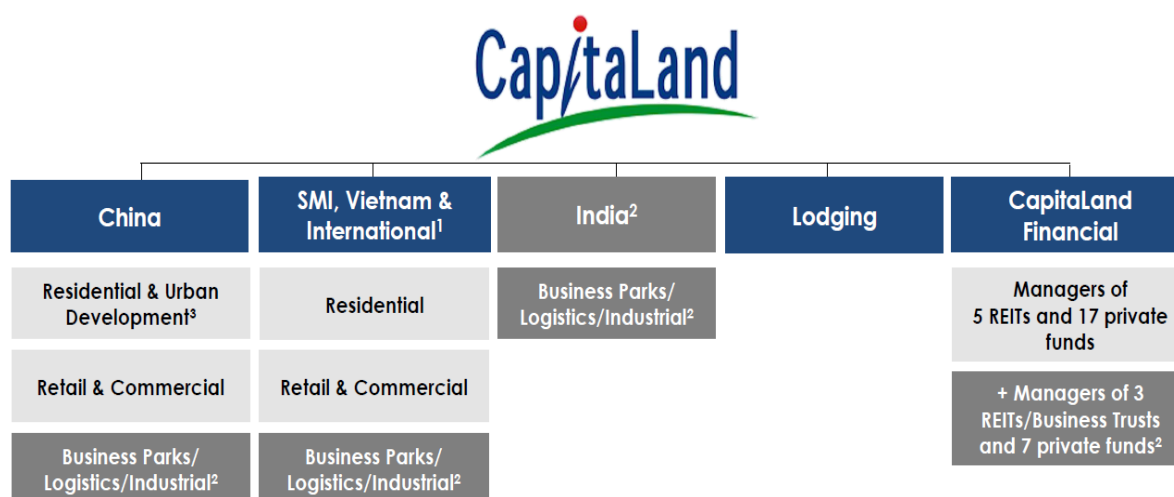 CapitaLand
China
Residential & Urban
Development³
Retail & Commercial
Business Parks/
Logistics/Industrial²
SMI, Vietnam &
International¹
Residential
Retail & Commercial
Business Parks/
Logistics/Industrial²
India²
Business Parks/
Logistics/Industrial²
Lodging
CapitaLand
Financial
Managers of
5 REITs and 17 private
funds
+ Managers of 3
REITs/Business Trusts
and 7 private funds²